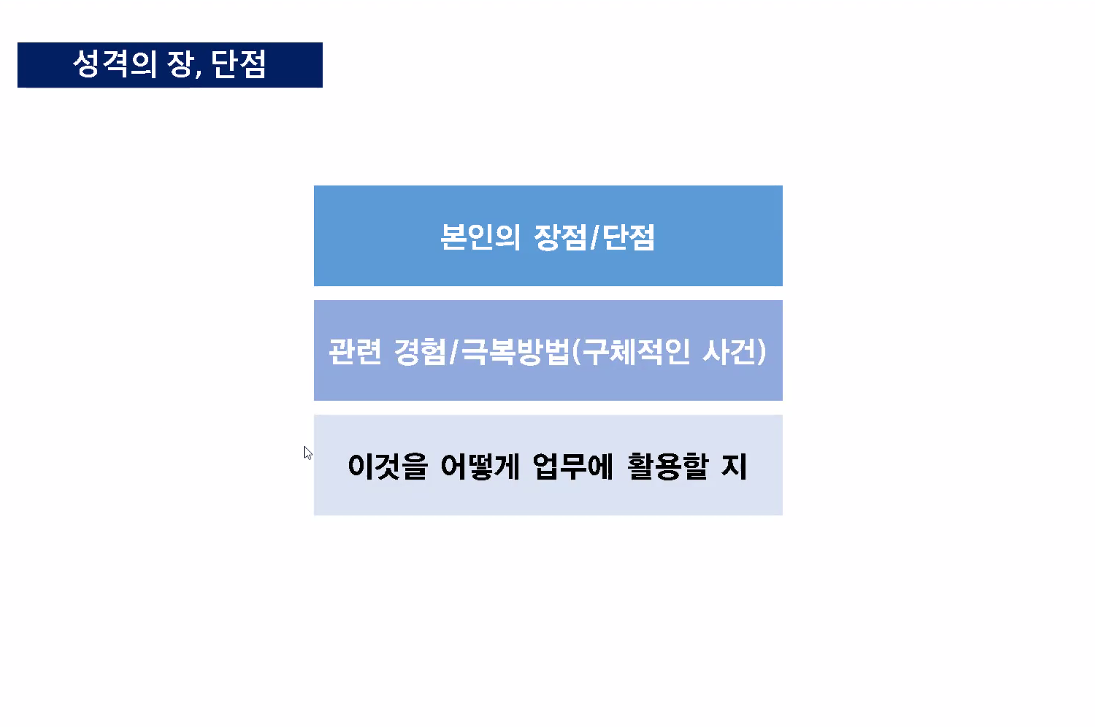 성격의 장, 단점
본인의 장점/단점
관련 경험/극복방법(구체적인 사건)
이것을 어떻게 업무에 활용할 지